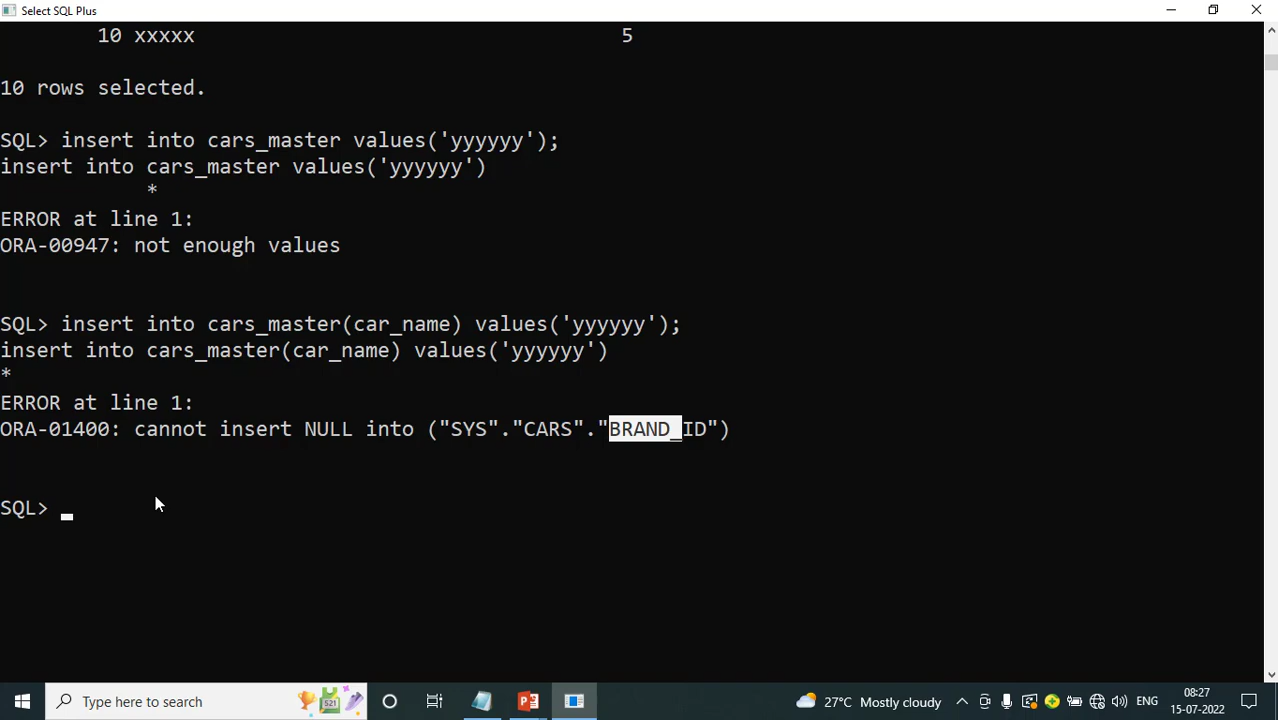 Select SQL Plus
10 xxxxx 5
10 rows selected.
SQL> insert into cars_master values('yyyyyy');
insert into cars_master values('yyyyyy')
*
ERROR at line 1:
ORA-00947: not enough values
SQL> insert into cars_master(car_name) values('yyyyyy');
insert into cars_master(car_name) values('yyyyyy')
*
ERROR at line 1:
ORA-01400: cannot insert NULL into ("SYS"."CARS"."BRAND_ID")
SQL>
Type here to search
521
27°C Mostly cloudy
ENG
08:27
15-07-2022